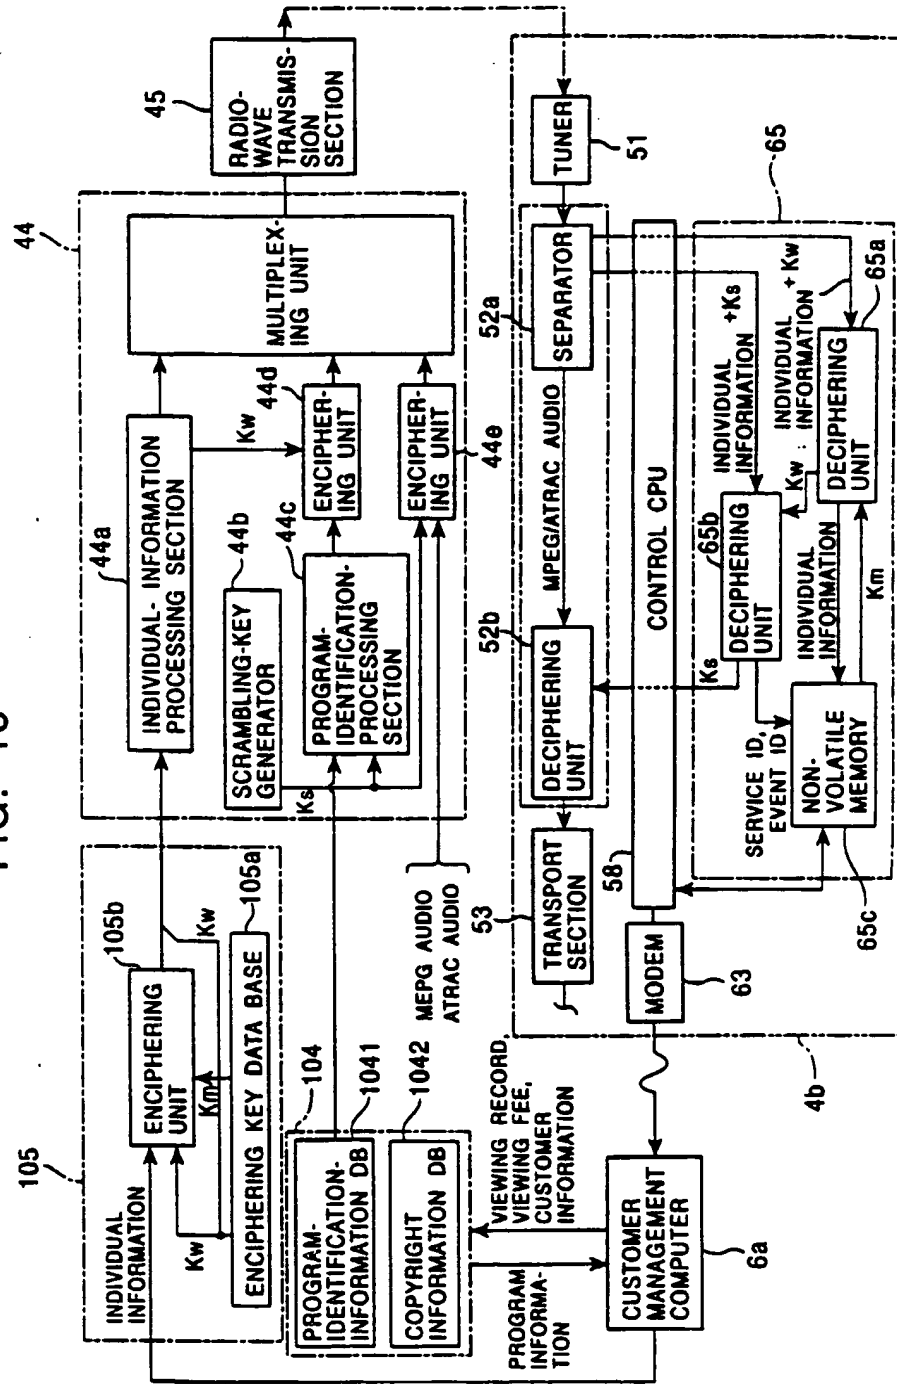 FIG. 10
105
INDIVIDUAL
INFORMATION
105b
ENCIPHERING
UNIT
Kw
Km
Kw
105a
ENCIPHERING KEY DATA BASE
104
PROGRAM-
IDENTIFICATION-
INFORMATION DB
1041
COPYRIGHT
INFORMATION DB
1042
MEPG AUDIO
ATRAC AUDIO
PROGRAM
INFORMA-
TION
VIEWING RECORD
VIEWING FEE,
CUSTOMER
INFORMATION
CUSTOMER
MANAGEMENT
COMPUTER
6a
44
44a
INDIVIDUAL- INFORMATION
PROCESSING SECTION
Kw
44b
SCRAMBLING-KEY
GENERATOR
Ks
44c
PROGRAM-
IDENTIFICATION-
PROCESSING
SECTION
44d
ENCIPHER-
ING UNIT
ENCIPHER-
ING UNIT
44e
MULTIPLEX-
ING UNIT
45
RADIO-
WAVE
TRANSMIS-
SION
SECTION
TUNER
51
52a
SEPARATOR
MPEG/ATRAC AUDIO
52b
DECIPHERING
UNIT
53
TRANSPORT
SECTION
58
CONTROL CPU
MODEM
63
4b
65
INDIVIDUAL
INFORMATION
+Ks
INDIVIDUAL
INFORMATION
+ Kw
65a
DECIPHERING
UNIT
Kw
65b
DECIPHERING
UNIT
Ks
INDIVIDUAL
INFORMATION
Km
SERVICE ID,
EVENT ID
NON-
VOLATILE
MEMORY
65c